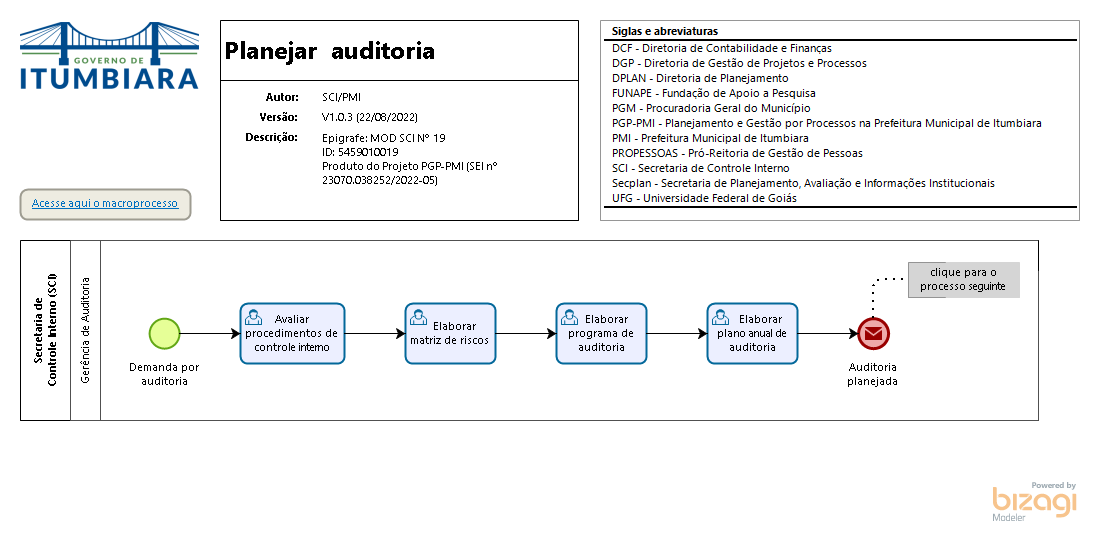 GOVERNO DE
ITUMBIARA
Acesse aqui o macroprocesso
Planejar auditoria
Autor: SCI/PMI
Versão: V1.0.3 (22/08/2022)
Descrição: Epigrafe: MOD SCI Nº 19
ID: 5459010019
Produto do Projeto PGP-PMI (SEI nº
23070.038252/2022-05)
Siglas e abreviaturas
DCF - Diretoria de Contabilidade e Finanças
DGP - Diretoria de Gestão de Projetos e Processos
DPLAN - Diretoria de Planejamento
FUNAPE - Fundação de Apoio a Pesquisa
PGM - Procuradoria Geral do Município
PGP-PMI - Planejamento e Gestão por Processos na Prefeitura Municipal de Itumbiara
PMI - Prefeitura Municipal de Itumbiara
PROPESSOAS - Pró-Reitoria de Gestão de Pessoas
SCI - Secretaria de Controle Interno
Secplan - Secretaria de Planejamento, Avaliação e Informações Institucionais
UFG - Universidade Federal de Goiás
Secretaria de
Controle Interno (SCI)
Gerência de Auditoria
Demanda por
auditoria
Avaliar
procedimentos de
controle interno
Elaborar
matriz de riscos
Elaborar
programa de
auditoria
Elaborar
plano anual de
auditoria
clique para o
processo seguinte
Auditoria
planejada
Powered by
bizagi
Modeler